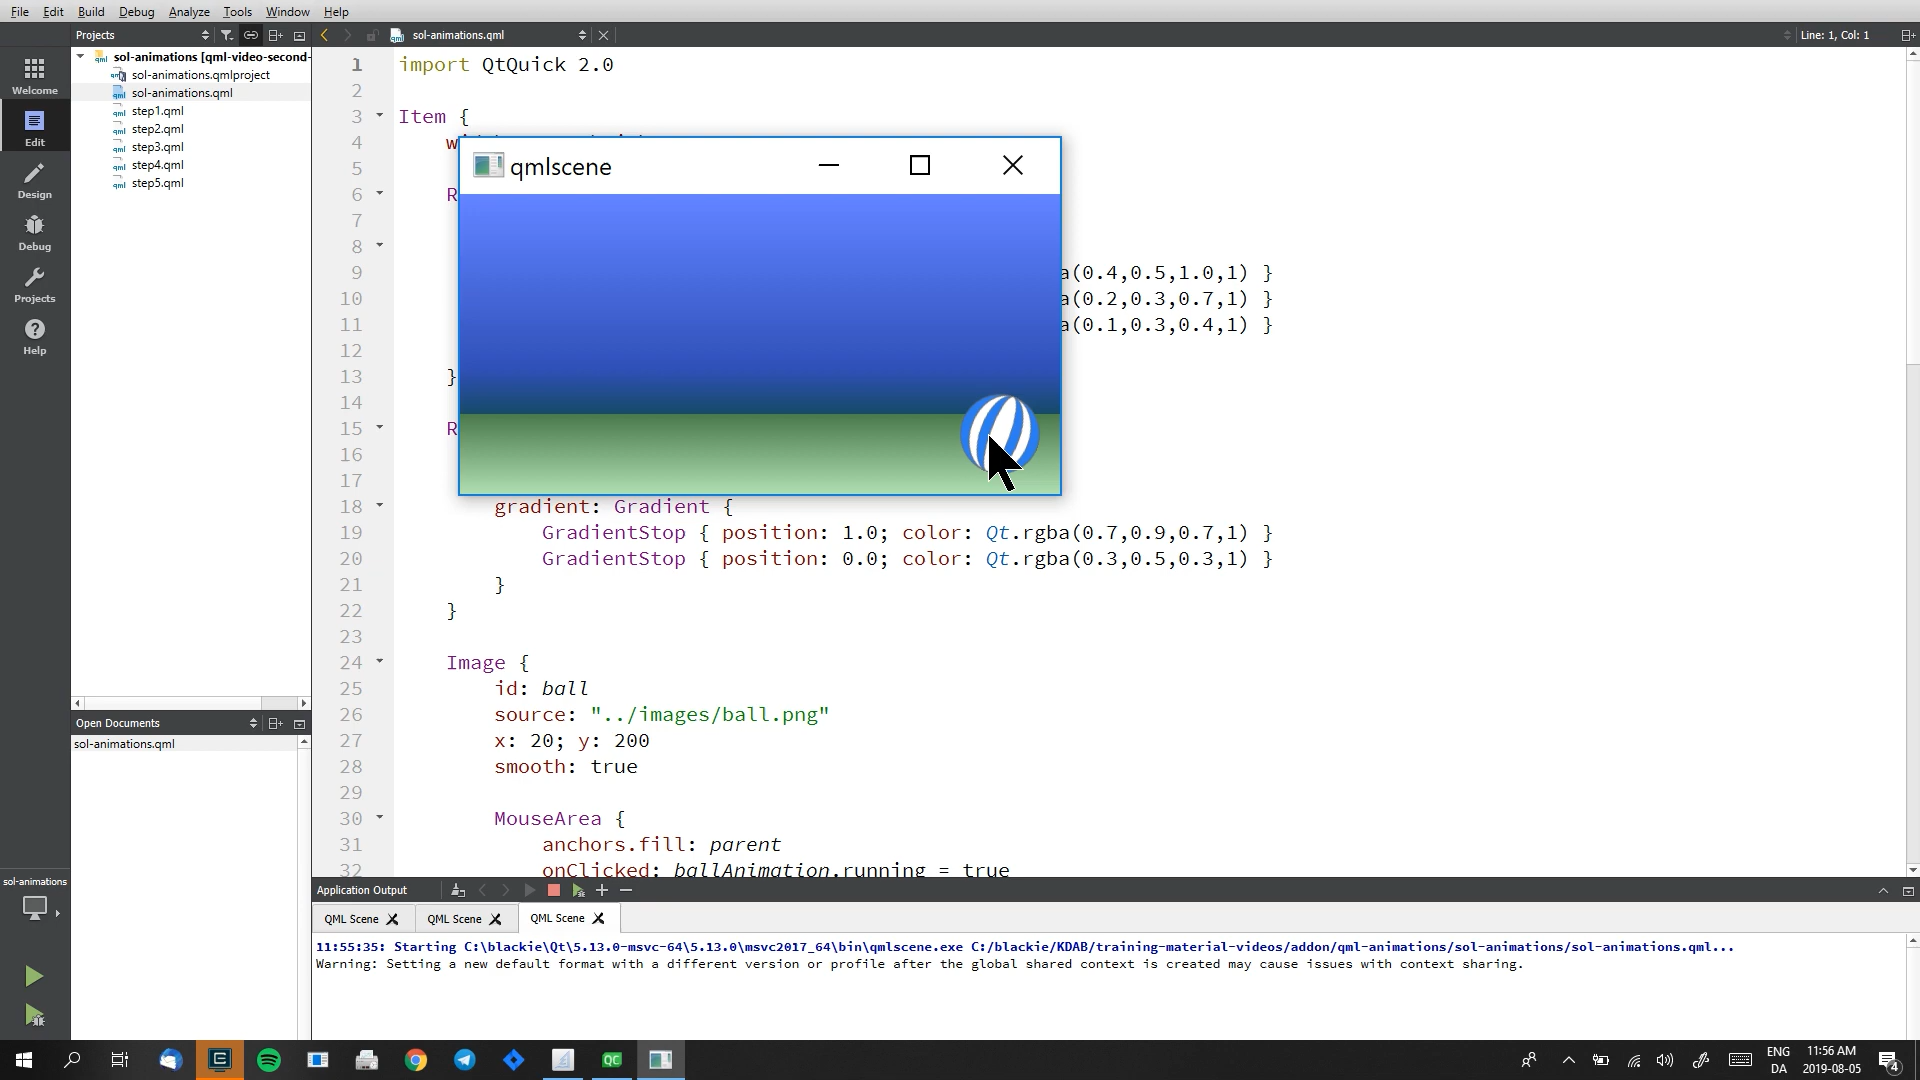 File Edit Build Debug Analyze Tools Window Help
Projects
sol-animations.qml
Line: 1, Col: 1
sol-animations [qml-video-second-
sol-animations.qmlproject
sol-animations.qml
step1.qml
step2.qml
step3.qml
step4.qml
step5.qml
Welcome
Edit
Design
Debug
Projects
Help
Open Documents
sol-animations.qml
sol-animations
1 import QtQuick 2.0
2
3 Item {
4
5
6 R
7
8
9 a(0.4,0.5,1.0,1) }
10 a(0.2,0.3,0.7,1) }
11 a(0.1,0.3,0.4,1) }
12
13 }
14
15 R
16
17
18 gradient: Gradient {
19 GradientStop { position: 1.0; color: Qt.rgba(0.7,0.9,0.7,1) }
20 GradientStop { position: 0.0; color: Qt.rgba(0.3,0.5,0.3,1) }
21 }
22 }
23
24 Image {
25 id: ball
26 source: "../images/ball.png"
27 x: 20; y: 200
28 smooth: true
29
30 MouseArea {
31 anchors.fill: parent
32 onClicked: ballAnimation.running = true
qmlscene
Application Output
QML Scene QML Scene QML Scene
11:55:35: Starting C:\blackie\Qt\5.13.0-msvc-64\5.13.0\msvc2017_64\bin\qmlscene.exe C:/blackie/KDAB/training-material-videos/addon/qml-animations/sol-animations/sol-animations.qml...
Warning: Setting a new default format with a different version or profile after the global shared context is created may cause issues with context sharing.
ENG
DA
11:56 AM
2019-08-05
4